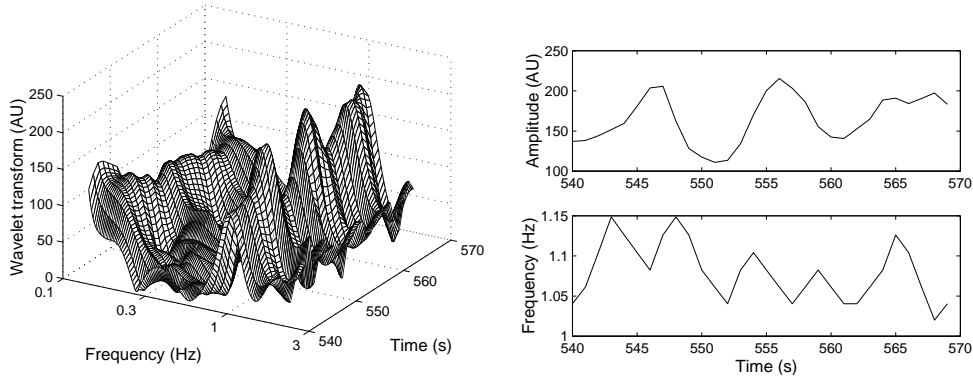 250
200
150
100
50
0
Wavelet transform (AU)
0.1
0.3
1
3
Frequency (Hz)
540
550
560
570
Time (s)
250
200
150
100
Amplitude (AU)
540 545 550 555 560 565 570
1.15
1.1
1.05
1
Frequency (Hz)
540 545 550 555 560 565 570
Time (s)